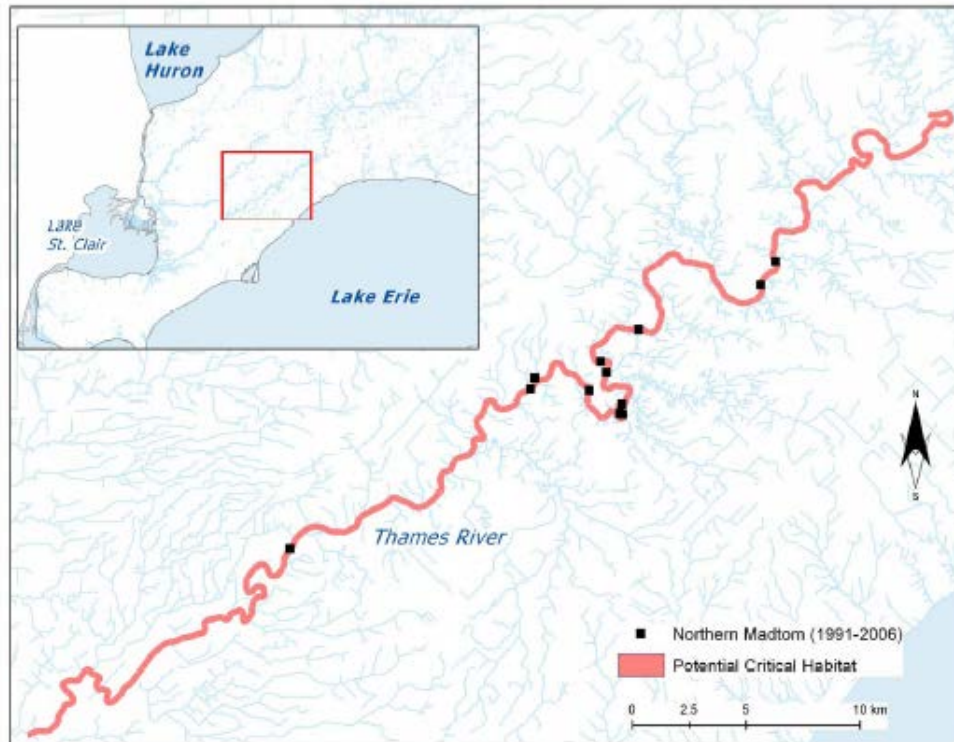 Lake
Huron
Lake
St. Clair
Lake Erie
N
S
Thames River
Northern Madtom (1991-2006)
Potential Critical Habitat
0 2.5 5 10 km